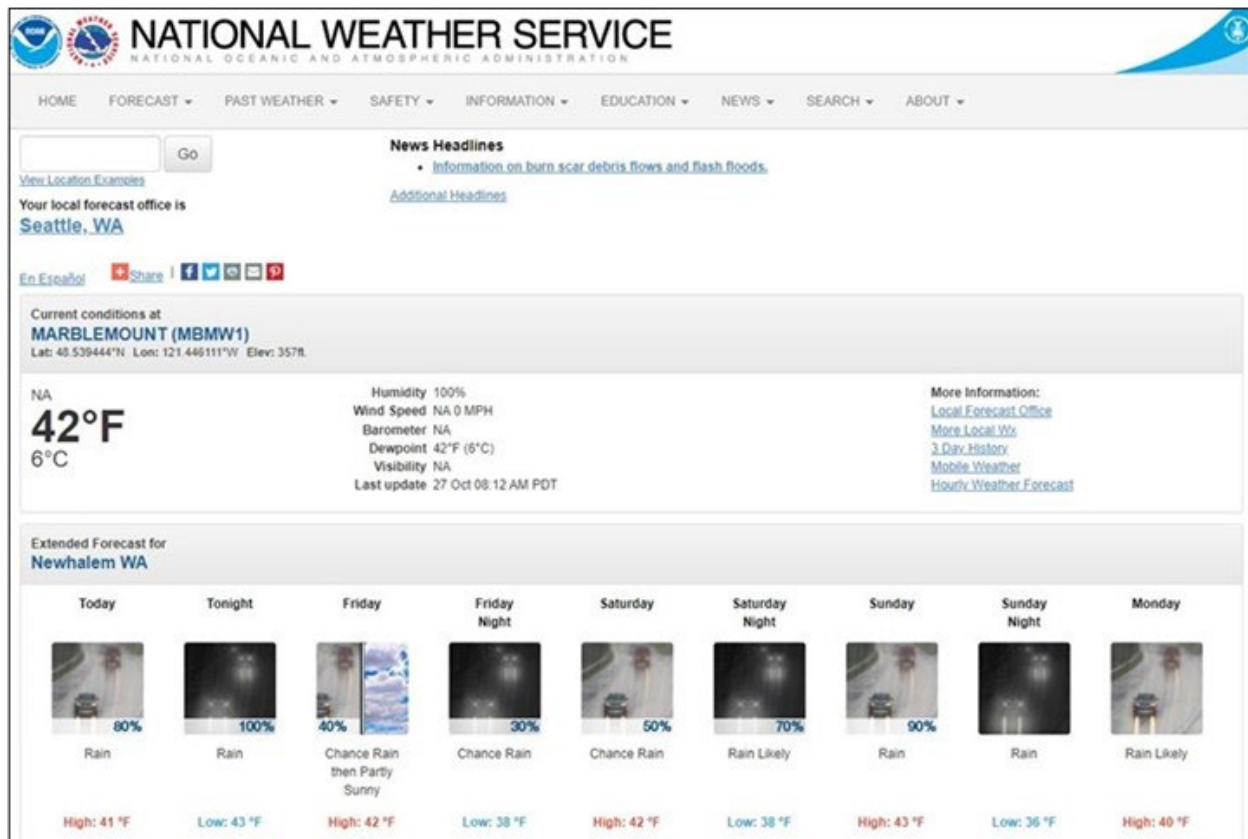 NATIONAL WEATHER SERVICE
NATIONAL OCEANIC AND ATMOSPHERIC ADMINISTRATION
HOME FORECAST PAST WEATHER SAFETY INFORMATION EDUCATION NEWS SEARCH ABOUT
Go
View Location Examples
Your local forecast office is
Seattle, WA
News Headlines
• Information on burn scar debris flows and flash floods.
Additional Headlines
En Español Share
Current conditions at
MARBLEMOUNT (MBMW1)
Lat: 48.539444°N Lon: 121.446111°W Elev: 357ft.
NA
42°F
6°C
Humidity 100%
Wind Speed NA 0 MPH
Barometer NA
Dewpoint 42°F (6°C)
Visibility NA
Last update 27 Oct 08:12 AM PDT
More Information:
Local Forecast Office
More Local Wx
3 Day History
Mobile Weather
Hourly Weather Forecast
Extended Forecast for
Newhalem WA
Today
80%
Rain
High: 41 °F
Tonight
100%
Rain
Low: 43 °F
Friday
40%
Chance Rain
then Partly
Sunny
High: 42 °F
Friday
Night
30%
Chance Rain
Low: 38 °F
Saturday
50%
Chance Rain
High: 42 °F
Saturday
Night
70%
Rain Likely
Low: 38 °F
Sunday
90%
Rain
High: 43 °F
Sunday
Night
Rain
Low: 36 °F
Monday
Rain Likely
High: 40 °F